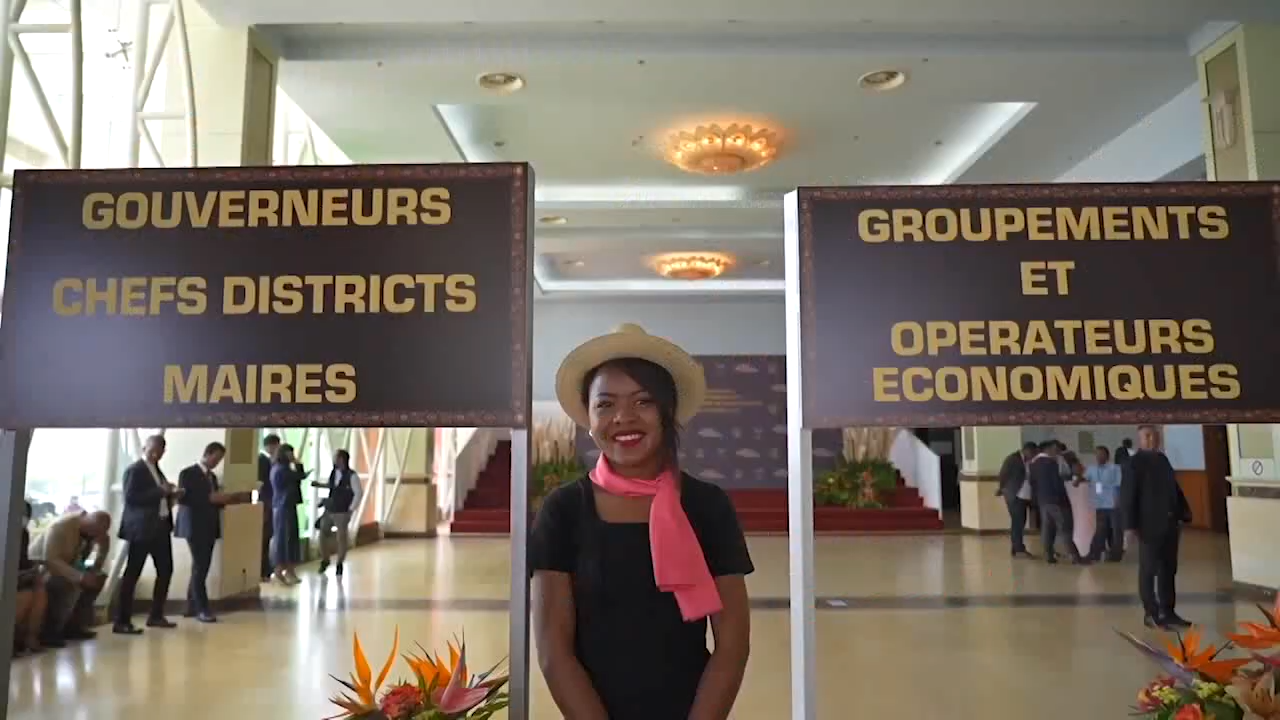 GOUVERNEURS
CHEFS DISTRICTS
MAIRES
GROUPEMENTS
ET
OPERATEURS
ECONOMIQUES